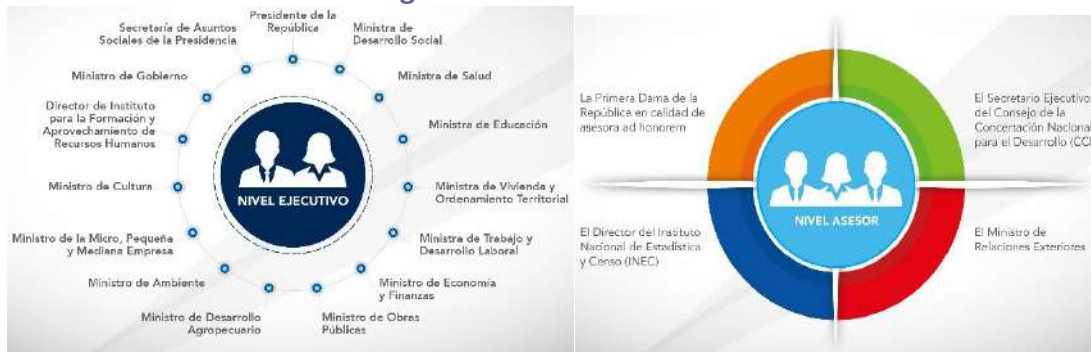 Presidente de la
República
Ministra de
Desarrollo Social
Ministra de Salud
Ministra de Educación
Ministra de Vivienda y
Ordenamiento Territorial
Ministra de Trabajo y
Desarrollo Laboral
Ministro de Economía
y Finanzas
Ministro de Obras
Públicas
Ministro de Desarrollo
Agropecuario
Ministro de Ambiente
Ministro de la Micro, Pequeña
y Mediana Empresa
Ministro de Cultura
Director de Instituto
para la Formación y
Aprovechamiento de
Recursos Humanos
Ministro de Gobierno
Secretaría de Asuntos
Sociales de la Presidencia
NIVEL EJECUTIVO
La Primera Dama de la
República en calidad de
asesora ad honorem
El Secretario Ejecutivo
del Consejo de la
Concertación Nacional
para el Desarrollo
El Director del Instituto
Nacional de Estadística
y Censo (INEC)
El Ministro de
Relaciones Exteriores
NIVEL ASESOR